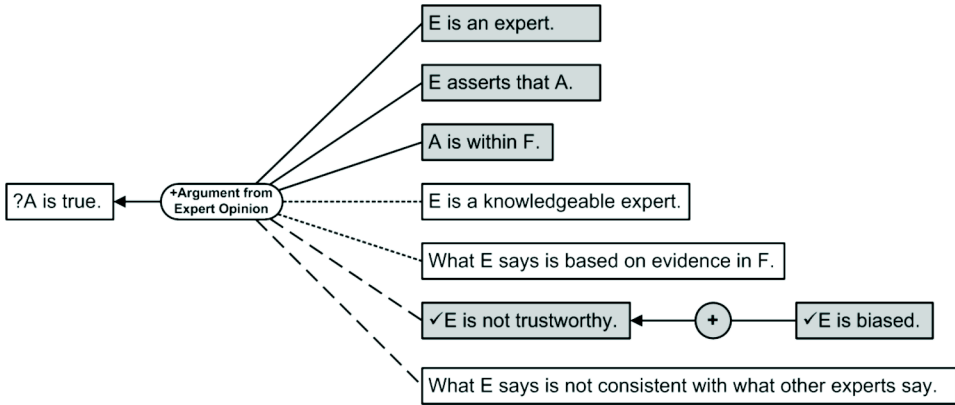 E is an expert.
E asserts that A.
A is within F.
?A is true.
+Argument from
Expert Opinion
E is a knowledgeable expert.
What E says is based on evidence in F.
✓E is not trustworthy.
+
✓E is biased.
What E says is not consistent with what other experts say.